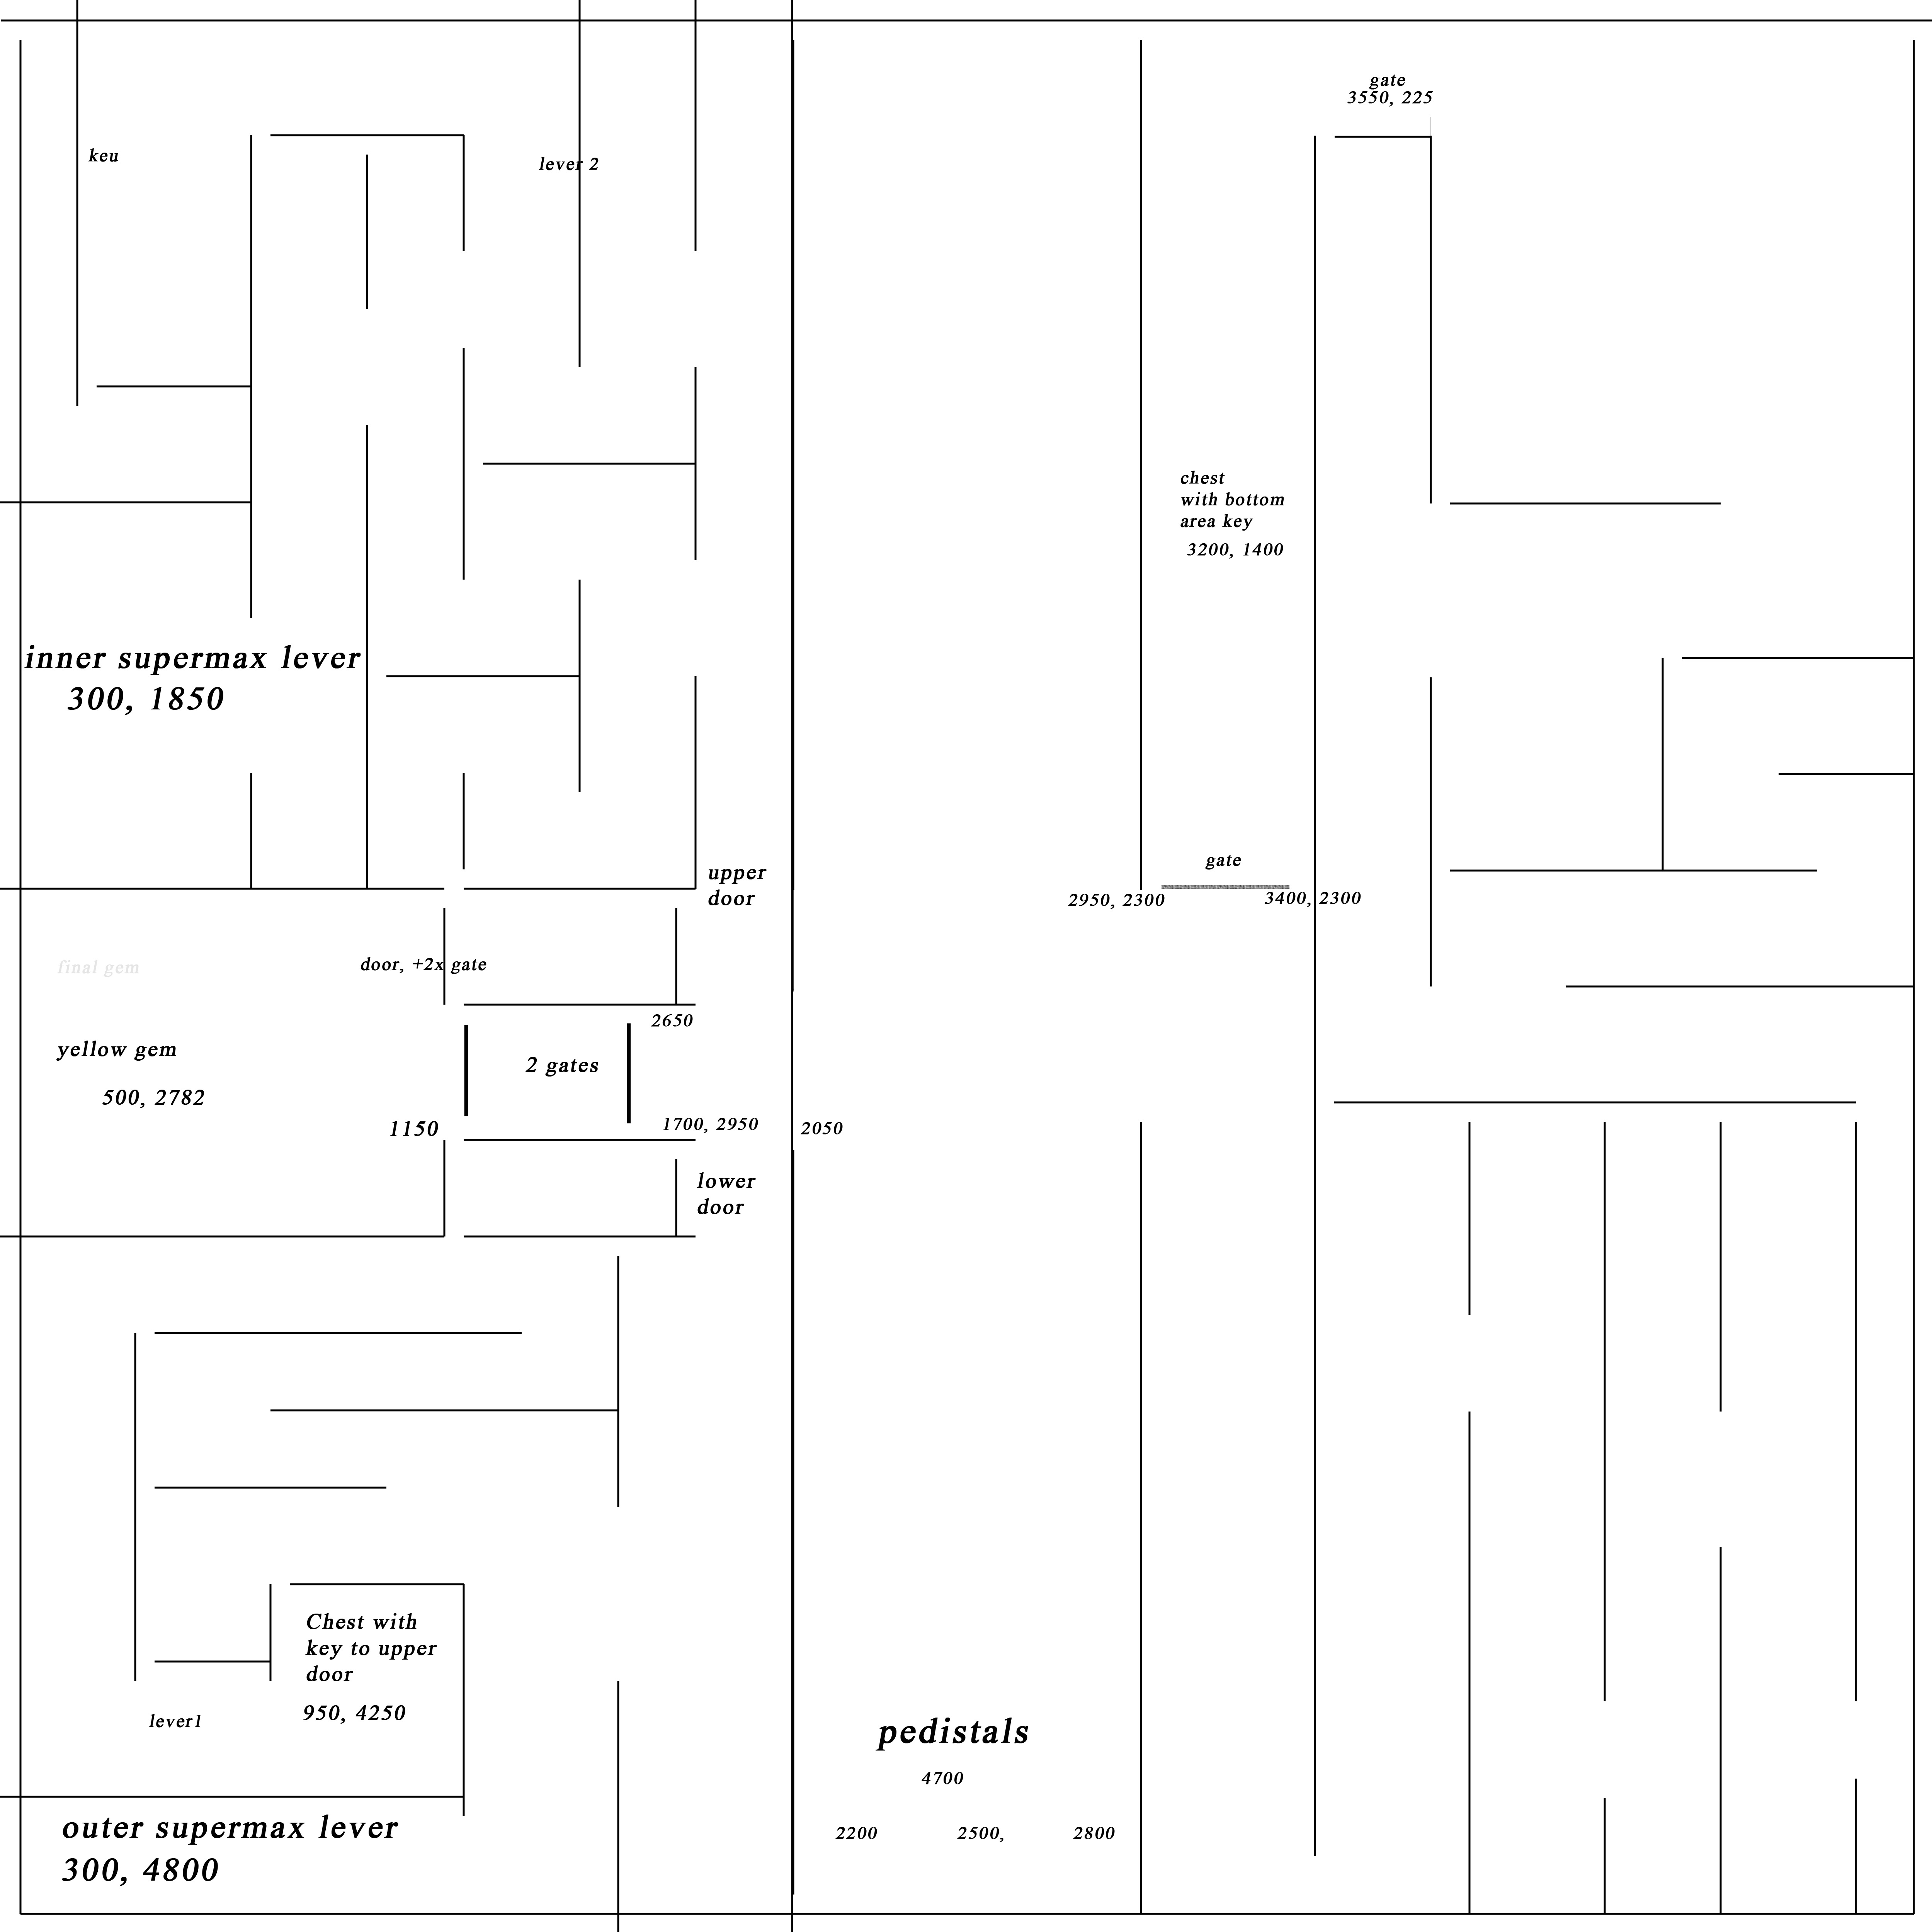 gate
3550, 225
keu
lever 2
chest
with bottom
area key
3200, 1400
inner supermax lever
300, 1850
upper
door
gate
2950, 2300
3400, 2300
final gem
door, +2x gate
2650
yellow gem
2 gates
500, 2782
1150
1700, 2950
2050
lower
door
Chest with
key to upper
door
950, 4250
lever1
pedistals
4700
outer supermax lever
300, 4800
2200
2500,
2800